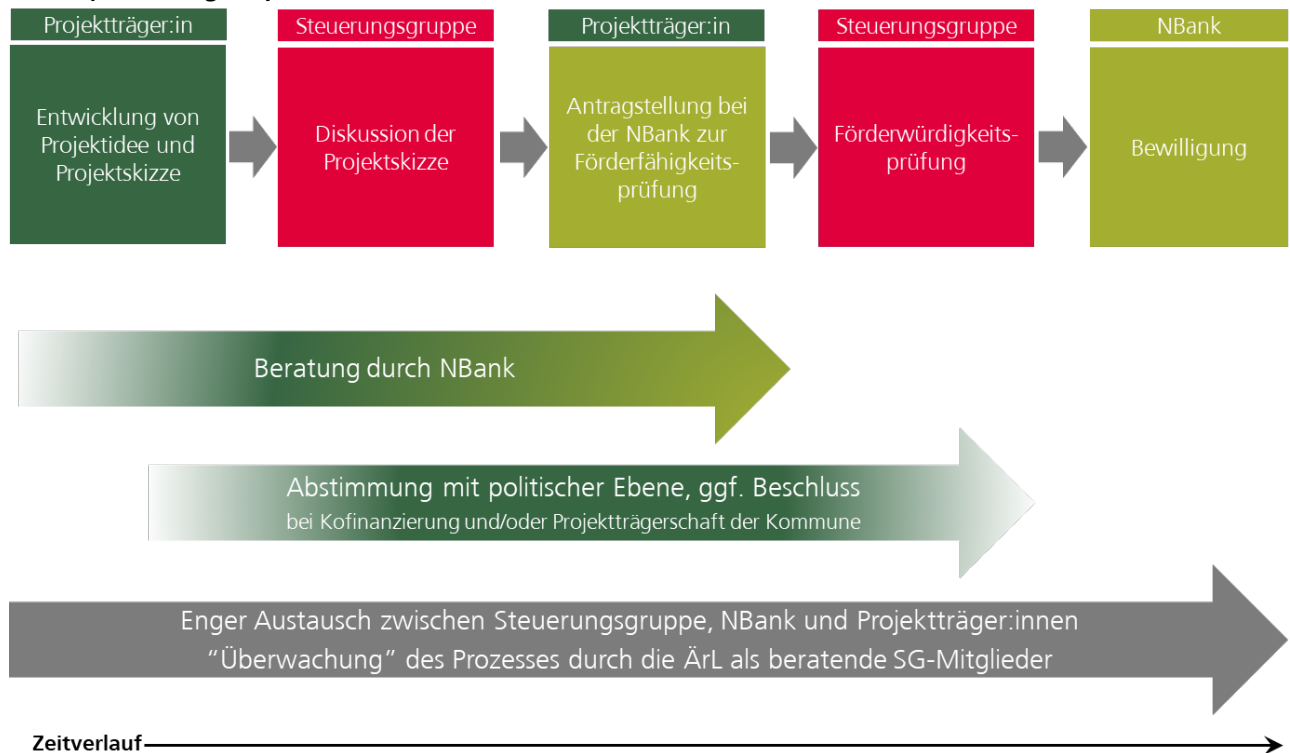 Projektträger:in
Steuerungsgruppe
Projektträger:in
Steuerungsgruppe
NBank
Entwicklung von
Projektidee und
Projektskizze
Diskussion der
Projektskizze
Antragstellung bei
der NBank zur
Förderfähigkeits-
prüfung
Förderwürdigkeits-
prüfung
Bewilligung
Beratung durch NBank
Abstimmung mit politischer Ebene, ggf. Beschluss
bei Kofinanzierung und/oder Projektträgerschaft der Kommune
Enger Austausch zwischen Steuerungsgruppe, NBank und Projektträger:innen
“Überwachung” des Prozesses durch die ÄrL als beratende SG-Mitglieder
Zeitverlauf